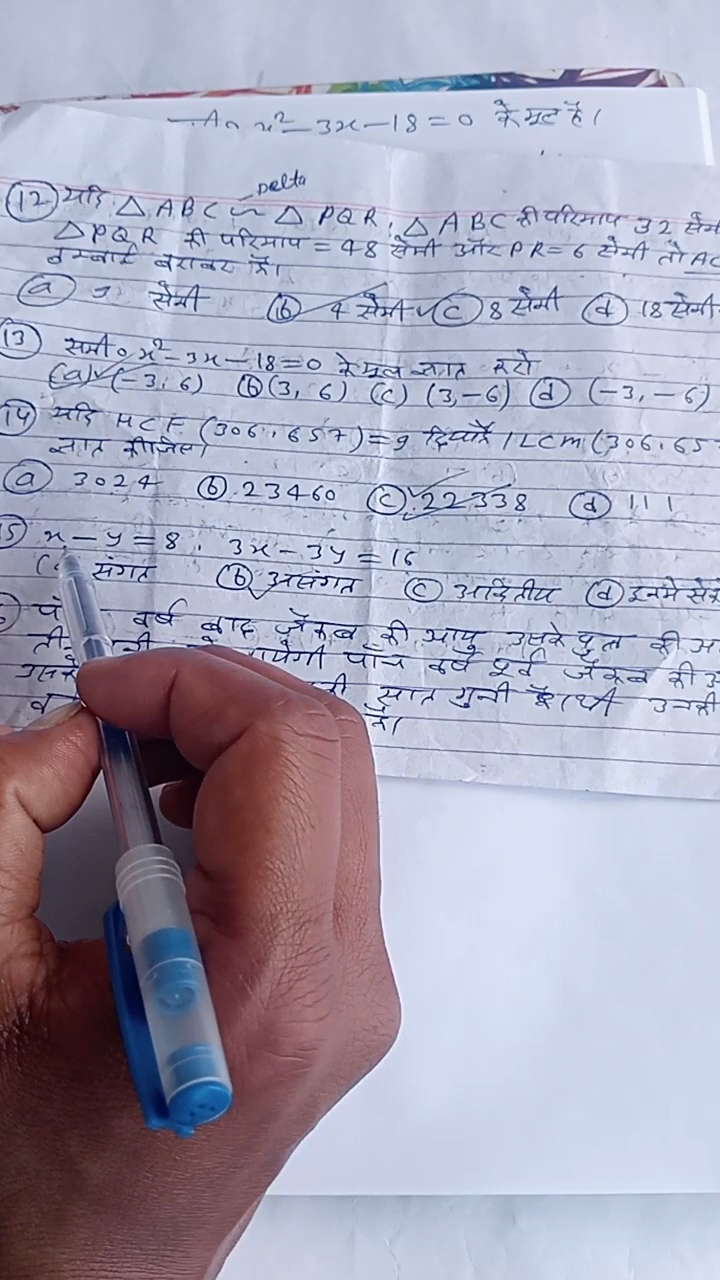 x²-3x-18=0 के मूल है।
Delta
(12) यदि △ABC ~ △PQR, △ABC की परिमाप 32 सेमी
△PQR की परिमाप = 48 सेमी और PR=6 सेमी तो AC
बराबर है।
(a) 9 सेमी (b) 4 सेमी (c) 8 सेमी (d) 18 सेमी
13 समी० x²-3x-18=0 के मूल ज्ञात करो
(a) (-3,6) (b) (3,6) (c) (3,-6) (d) (-3,-6)
14 यदि HCF (306,657)=9 दिया है। LCM(306,65
ज्ञात कीजिए।
(a) 3024 (b) 23460 (c) 22338 (d) 111
15 x-y=8, 3x-3y=16
संगत (b) असंगत (c) (d) इनमे से
वर्ष बाद जैकब की आयु उसके पुत्र की
पाँच वर्ष पूर्व जैकब की
सात गुनी थी उनकी
है।